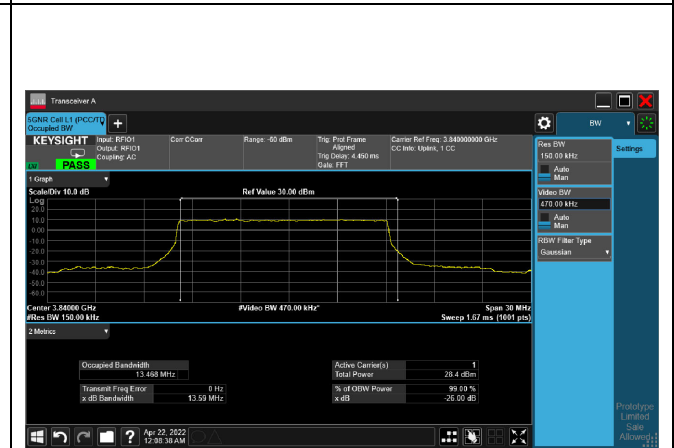 Transceiver A
5GNR Cell L1 (PCC/TD
Occupied BW
+
BW
KEYSIGHT
Input: RFIO1
Output: RFIO1
Coupling: AC
Corr CCorr
Range: -60 dBm
Trig: Prot Frame
Aligned
Trig Delay: 4.450 ms
Gate: FFT
Carrier Ref Freq: 3.840000000 GHz
CC Info: Uplink, 1 CC
PASS
Res BW
150.00 kHz
Auto
Man
Settings
1 Graph
Scale/Div 10.0 dB
Ref Value 30.00 dBm
Video BW
470.00 kHz
Auto
Man
Log
20.0
10.0
0.00
-10.0
-20.0
-30.0
-40.0
-50.0
-60.0
RBW Filter Type
Gaussian
Center 3.84000 GHz
#Video BW 470.00 kHz*
Span 30 MHz
#Res BW 150.00 kHz
Sweep 1.67 ms (1001 pts)
2 Metrics
Occupied Bandwidth
13.468 MHz
Active Carrier(s) 1
Total Power 28.4 dBm
Transmit Freq Error 0 Hz
x dB Bandwidth 13.59 MHz
% of OBW Power 99.00 %
x dB -26.00 dB
Prototype
Limited
Sale
Allowed
?
Apr 22, 2022
12:08:38 AM